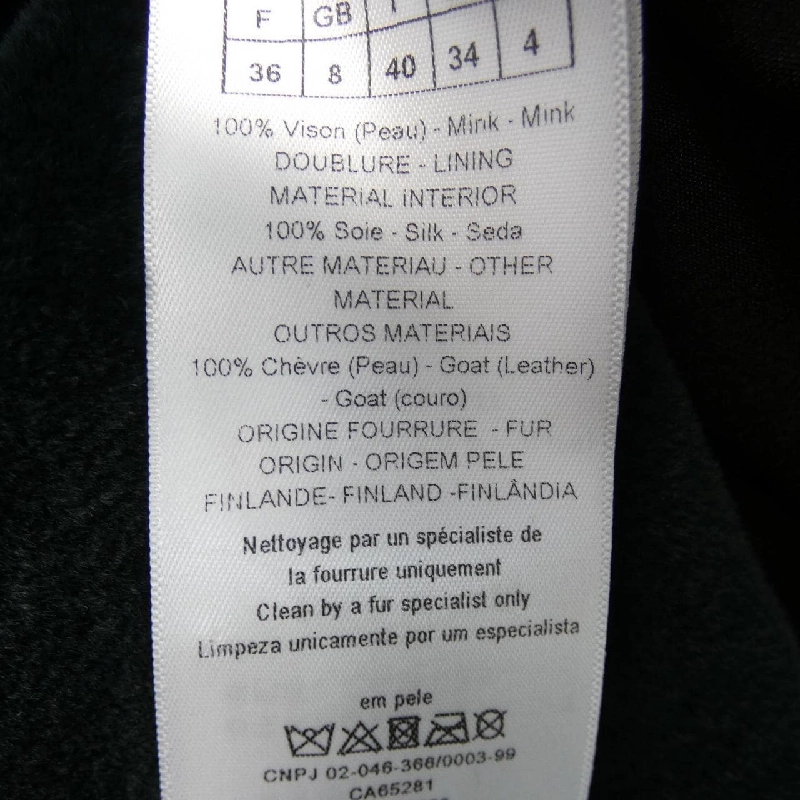 F GB
36 8 40 34 4
100% Vison (Peau) - Mink - Mink
DOUBLURE - LINING
MATERIAL INTERIOR
100% Soie - Silk - Seda
AUTRE MATERIAU - OTHER
MATERIAL
OUTROS MATERIAIS
100% Chèvre (Peau) - Goat (Leather)
- Goat (couro)
ORIGINE FOURRURE - FUR
ORIGIN - ORIGEM PELE
FINLANDE- FINLAND -FINLÂNDIA
Nettoyage par un spécialiste de
la fourrure uniquement
Clean by a fur specialist only
Limpeza unicamente por um especialista
em pele
CNPJ 02-046-366/0003-99
CA65281